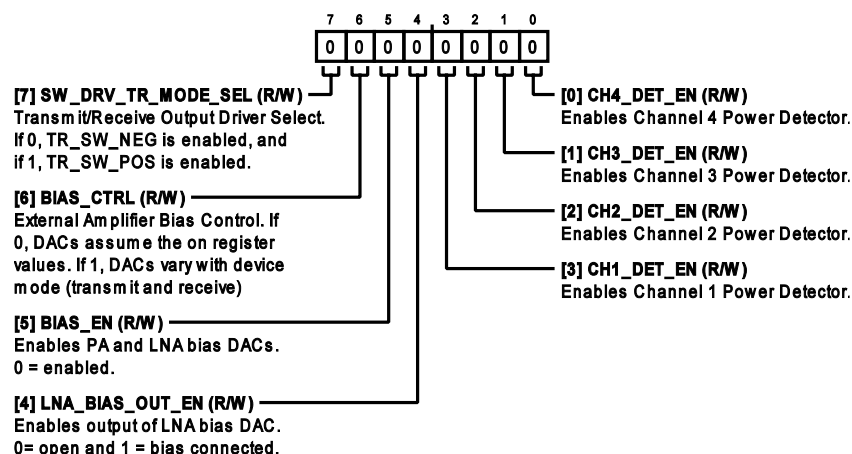 7 6 5 4 3 2 1 0
0 0 0 0 0 0 0 0
[7] SW_DRV_TR_MODE_SEL (R/W)
Transmit/Receive Output Driver Select.
If 0, TR_SW_NEG is enabled, and
if 1, TR_SW_POS is enabled.
[6] BIAS_CTRL (R/W)
External Amplifier Bias Control. If
0, DACs assume the on register
values. If 1, DACs vary with device
mode (transmit and receive)
[5] BIAS_EN (R/W)
Enables PA and LNA bias DACs.
0 = enabled.
[4] LNA_BIAS_OUT_EN (R/W)
Enables output of LNA bias DAC.
0= open and 1 = bias connected.
[0] CH4_DET_EN (R/W)
Enables Channel 4 Power Detector.
[1] CH3_DET_EN (R/W)
Enables Channel 3 Power Detector.
[2] CH2_DET_EN (R/W)
Enables Channel 2 Power Detector.
[3] CH1_DET_EN (R/W)
Enables Channel 1 Power Detector.